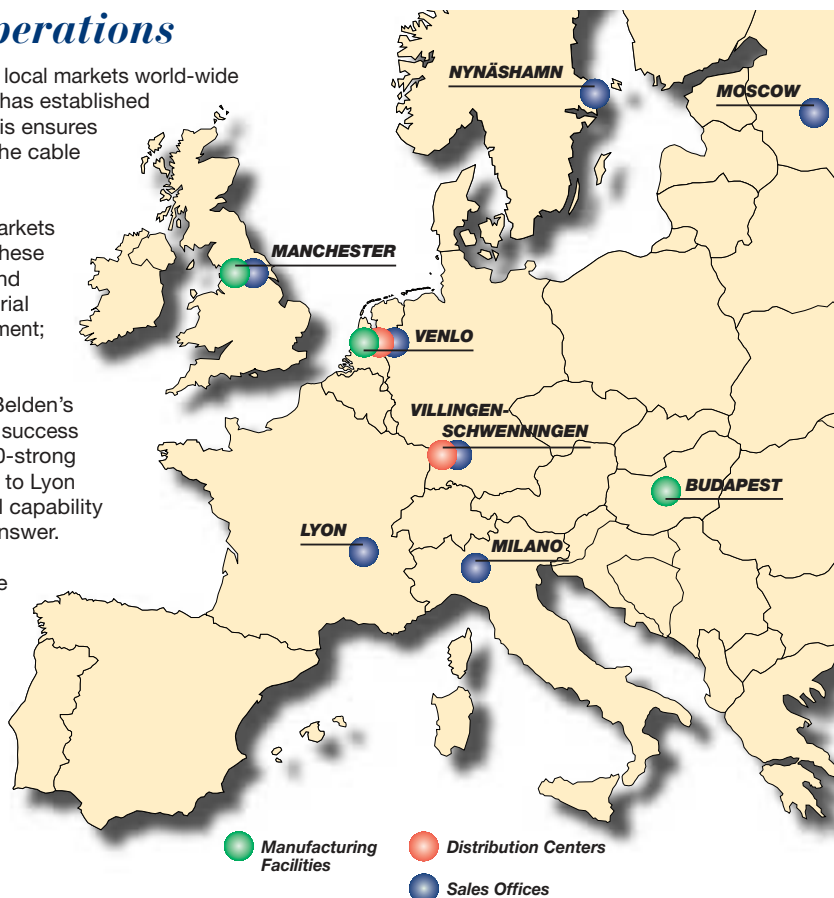 perations
local markets world-wide
has established
is ensures
he cable
arkets
hese
nd
rial
ment;
Belden's
success
0-strong
to Lyon
l capability
nswer.
e
NYNÄSHAMN
MOSCOW
MANCHESTER
VENLO
VILLINGEN-
SCHWENNINGEN
BUDAPEST
LYON
MILANO
Manufacturing
Facilities
Distribution Centers
Sales Offices